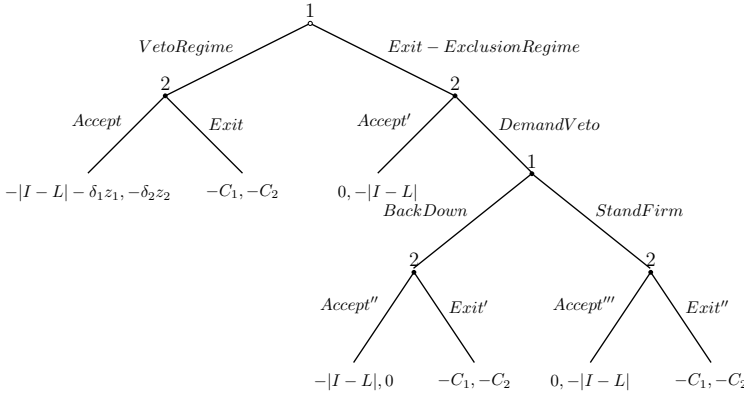 1
VetoRegime
Exit − ExclusionRegime
2
2
Accept
Exit
Accept′
DemandVeto
1
−|I − L| − δ₁z₁, −δ₂z₂
−C₁, −C₂
0, −|I − L|
BackDown
StandFirm
2
2
Accept′′
Exit′
Accept′′′
Exit′′
−|I − L|, 0
−C₁, −C₂
0, −|I − L|
−C₁, −C₂